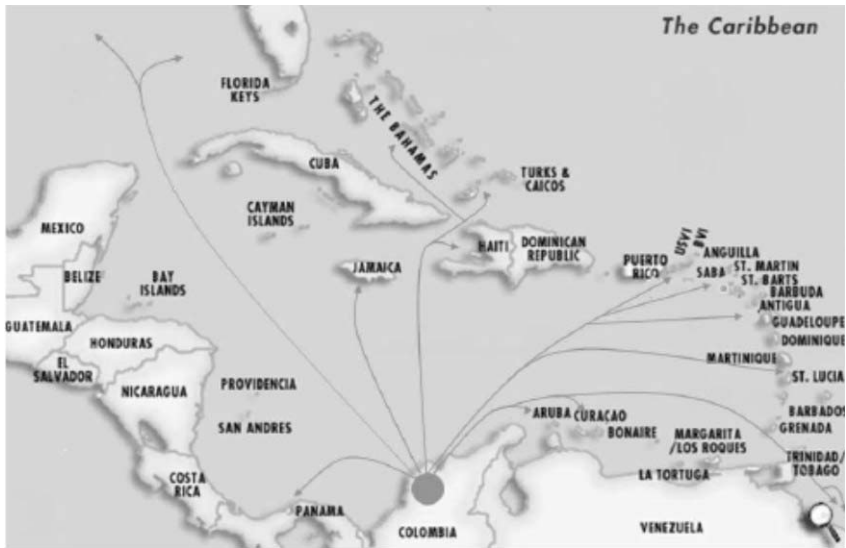 The Caribbean
FLORIDA
KEYS
THE BAHAMAS
CUBA
TURKS &
CAICOS
CAYMAN
ISLANDS
MEXICO
HAITI
DOMINICAN
REPUBLIC
PUERTO
RICO
USVI
BVI
ANGUILLA
SABA
ST. MARTIN
ST. BARTS
BARBUDA
ANTIGUA
GUADELOUPE
DOMINIQUE
MARTINIQUE
ST. LUCIA
BARBADOS
GRENADA
TRINIDAD/
TOBAGO
JAMAICA
BELIZE
BAY
ISLANDS
GUATEMALA
HONDURAS
EL
SALVADOR
NICARAGUA
PROVIDENCIA
SAN ANDRES
ARUBA
CURAÇAO
BONAIRE
MARGARITA
/LOS ROQUES
LA TORTUGA
COSTA
RICA
PANAMA
COLOMBIA
VENEZUELA